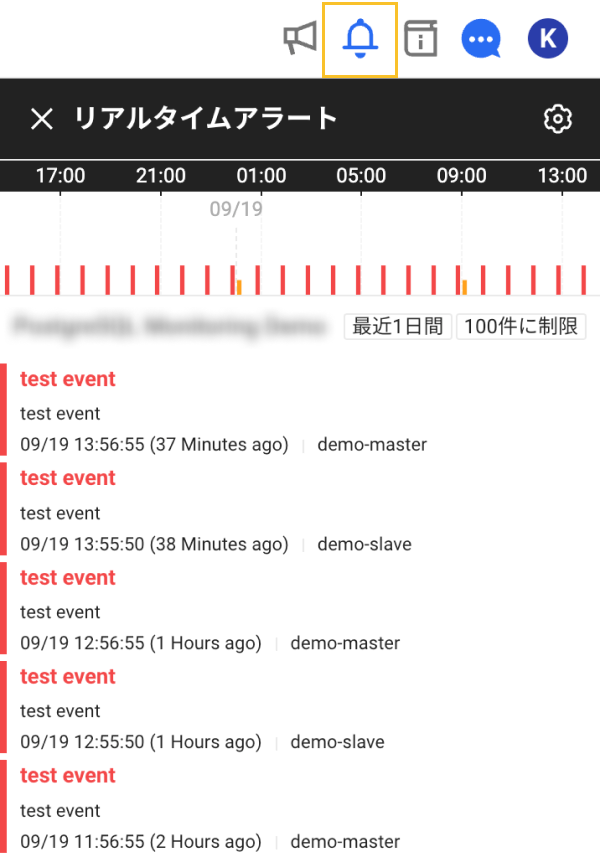 K
リアルタイムアラート
17:00 21:00 01:00 05:00 09:00 13:00
09/19
最近1日間 100件に制限
test event
test event
09/19 13:56:55 (37 Minutes ago) demo-master
test event
test event
09/19 13:55:50 (38 Minutes ago) demo-slave
test event
test event
09/19 12:56:55 (1 Hours ago) demo-master
test event
test event
09/19 12:55:50 (1 Hours ago) demo-slave
test event
test event
09/19 11:56:55 (2 Hours ago) demo-master